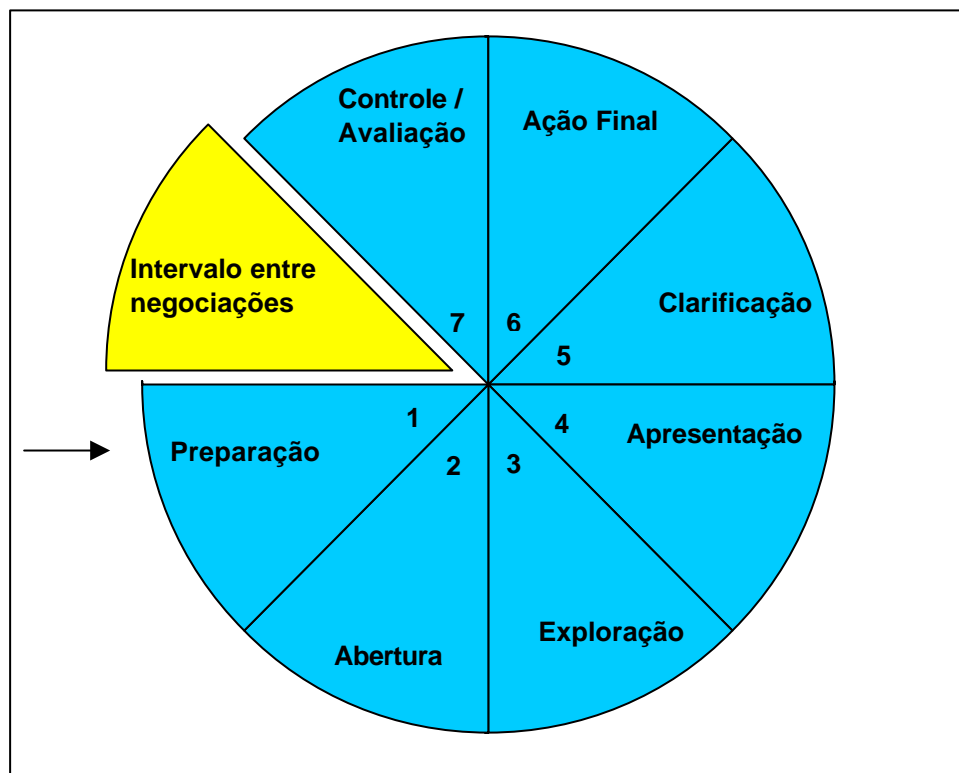 Controle /
Avaliação
Ação Final
Intervalo entre
negociações
Clarificação
7
6
5
1
4
Apresentação
Preparação
2
3
Exploração
Abertura